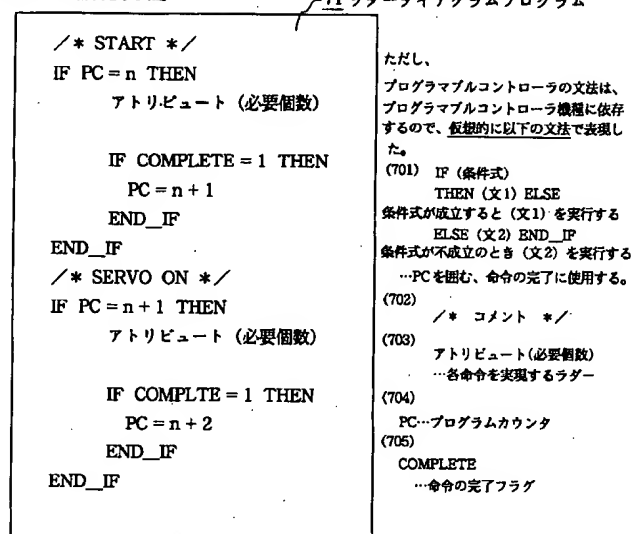 71 ラダーダイアグラムプログラム
/* START */
IF PC = n THEN
アトリビュート (必要個数)
IF COMPLETE = 1 THEN
PC = n + 1
END_IF
END_IF
/* SERVO ON */
IF PC = n + 1 THEN
アトリビュート (必要個数)
IF COMPLTE = 1 THEN
PC = n + 2
END_IF
END_IF
ただし、
プログラマブルコントローラの文法は、
プログラマブルコントローラ機種に依存
するので、仮想的に以下の文法で表現し
た。
(701) IF (条件式)
THEN (文1) ELSE
条件式が成立すると (文1) を実行する
ELSE (文2) END_IF
条件式が不成立のとき (文2) を実行する
…PCを囲む、命令の完了に使用する。
(702)
/* コメント */
(703)
アトリビュート(必要個数)
…各命令を実現するラダー
(704)
PC…プログラムカウンタ
(705)
COMPLETE
…命令の完了フラグ